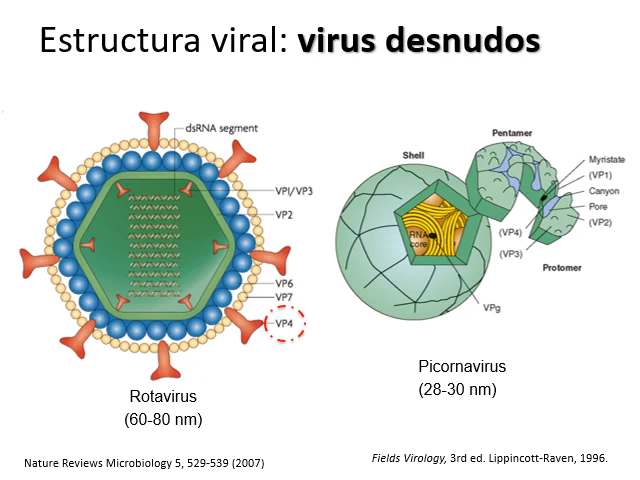 Estructura viral: virus desnudos
dsRNA segment
VPI/VP3
VP2
VP6
VP7
VP4
Rotavirus
(60-80 nm)
Nature Reviews Microbiology 5, 529-539 (2007)
Pentamer
Shell
Myristate
(VP1)
Canyon
Pore
(VP2)
(VP4)
(VP3)
Protomer
RNA
core
VPg
Picornavirus
(28-30 nm)
Fields Virology, 3rd ed. Lippincott-Raven, 1996.